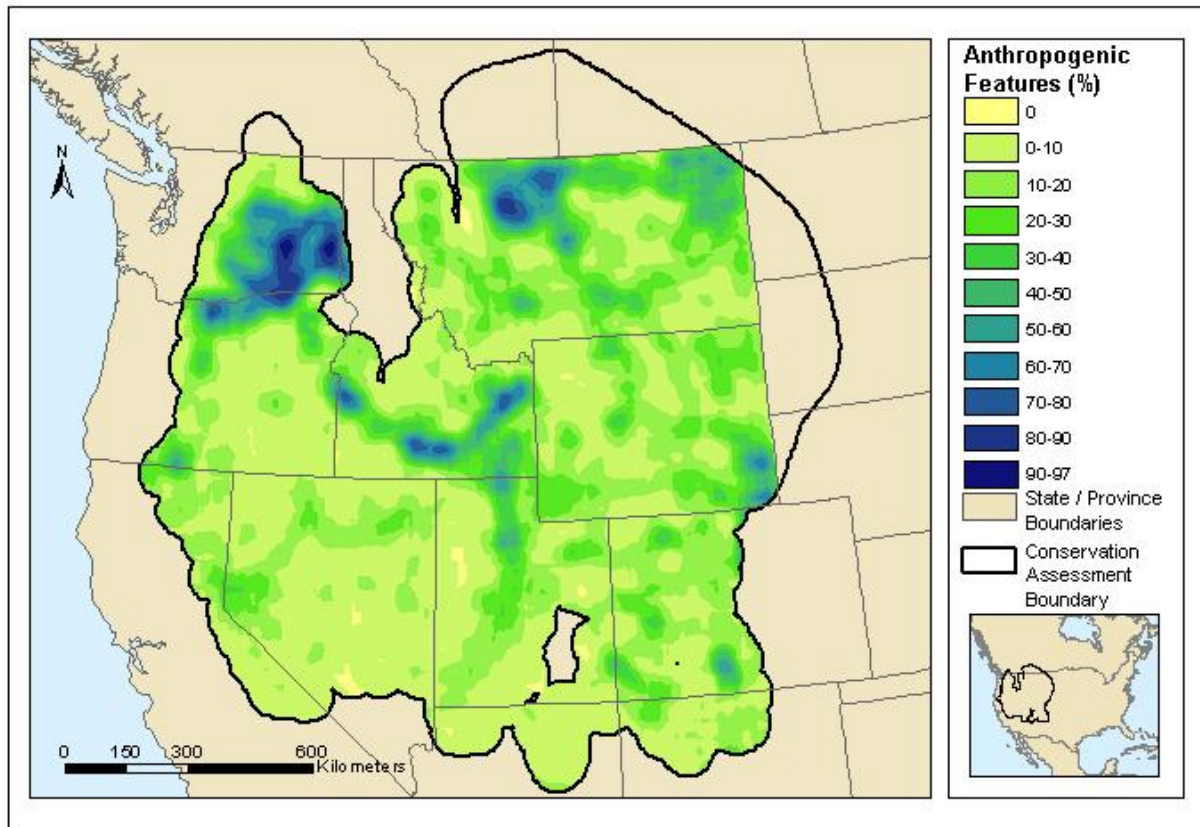 N
0 150 300 600
Kilometers
Anthropogenic
Features (%)
0
0-10
10-20
20-30
30-40
40-50
50-60
60-70
70-80
80-90
90-97
State / Province
Boundaries
Conservation
Assessment
Boundary